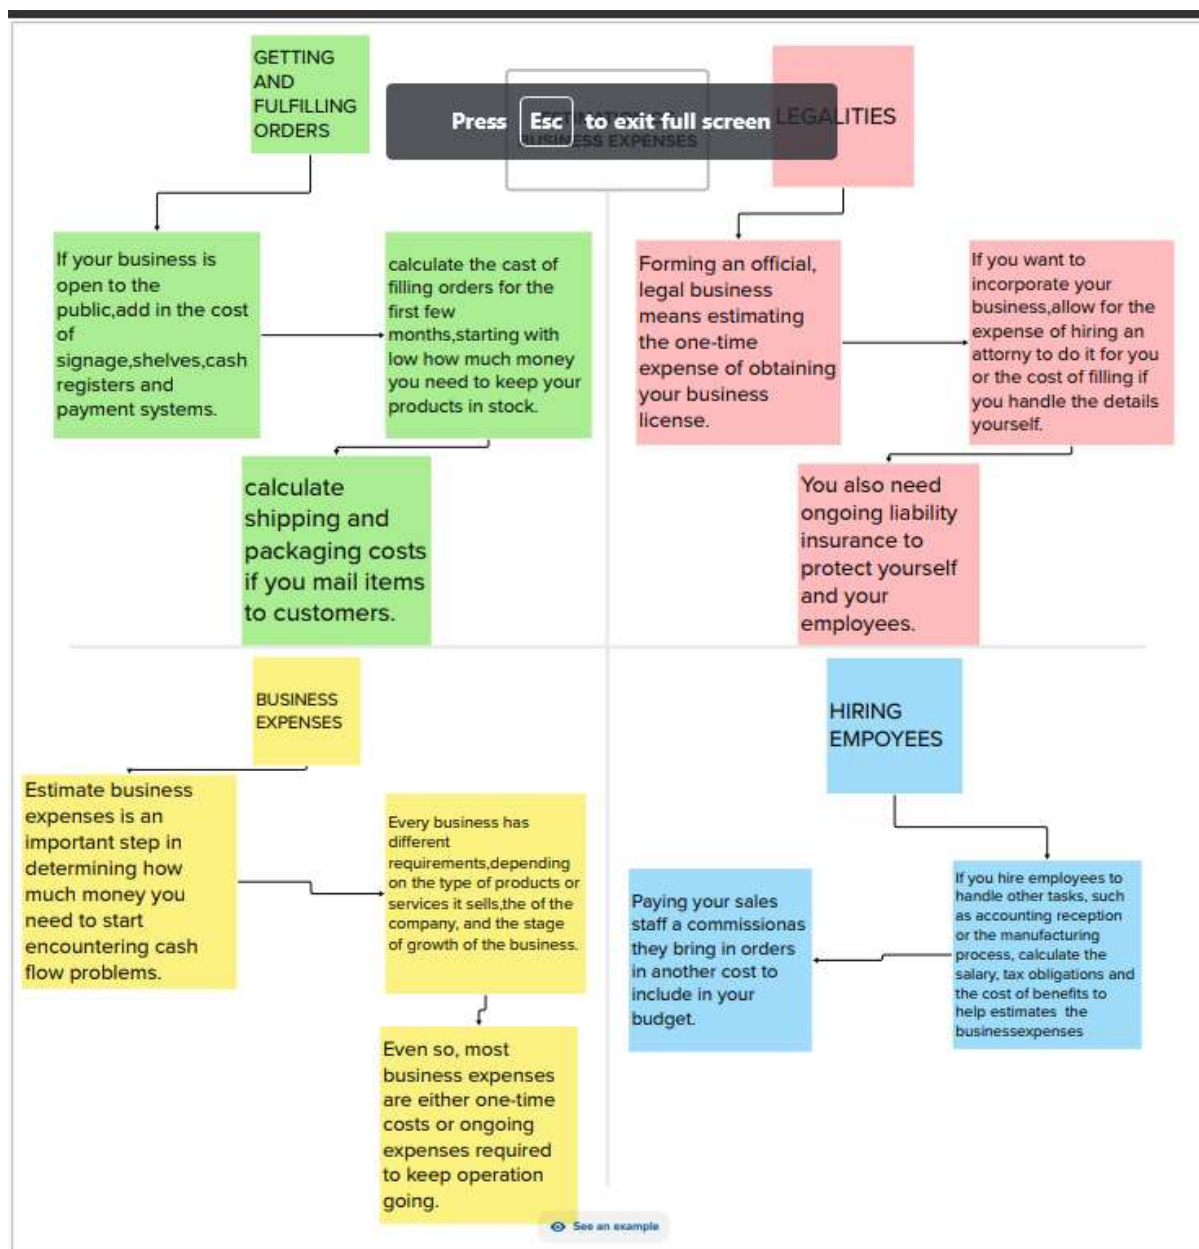 GETTING
AND
FULFILLING
ORDERS
Press Esc to exit full screen
BUSINESS EXPENSES
LEGALITIES
If your business is
open to the
public,add in the cost
of
signage,shelves,cash
registers and
payment systems.
calculate the cast of
filling orders for the
first few
months,starting with
low how much money
you need to keep your
products in stock.
calculate
shipping and
packaging costs
if you mail items
to customers.
Forming an official,
legal business
means estimating
the one-time
expense of obtaining
your business
license.
If you want to
incorporate your
business,allow for the
expense of hiring an
attorny to do it for you
or the cost of filling if
you handle the details
yourself.
You also need
ongoing liability
insurance to
protect yourself
and your
employees.
BUSINESS
EXPENSES
Estimate business
expenses is an
important step in
determining how
much money you
need to start
encountering cash
flow problems.
Every business has
different
requirements,depending
on the type of products or
services it sells,the of the
company, and the stage
of growth of the business.
Even so, most
business expenses
are either one-time
costs or ongoing
expenses required
to keep operation
going.
HIRING
EMPOYEES
If you hire employees to
handle other tasks, such
as accounting reception
or the manufacturing
process, calculate the
salary, tax obligations and
the cost of benefits to
help estimates the
businessexpenses
Paying your sales
staff a commissionas
they bring in orders
in another cost to
include in your
budget.
See an example